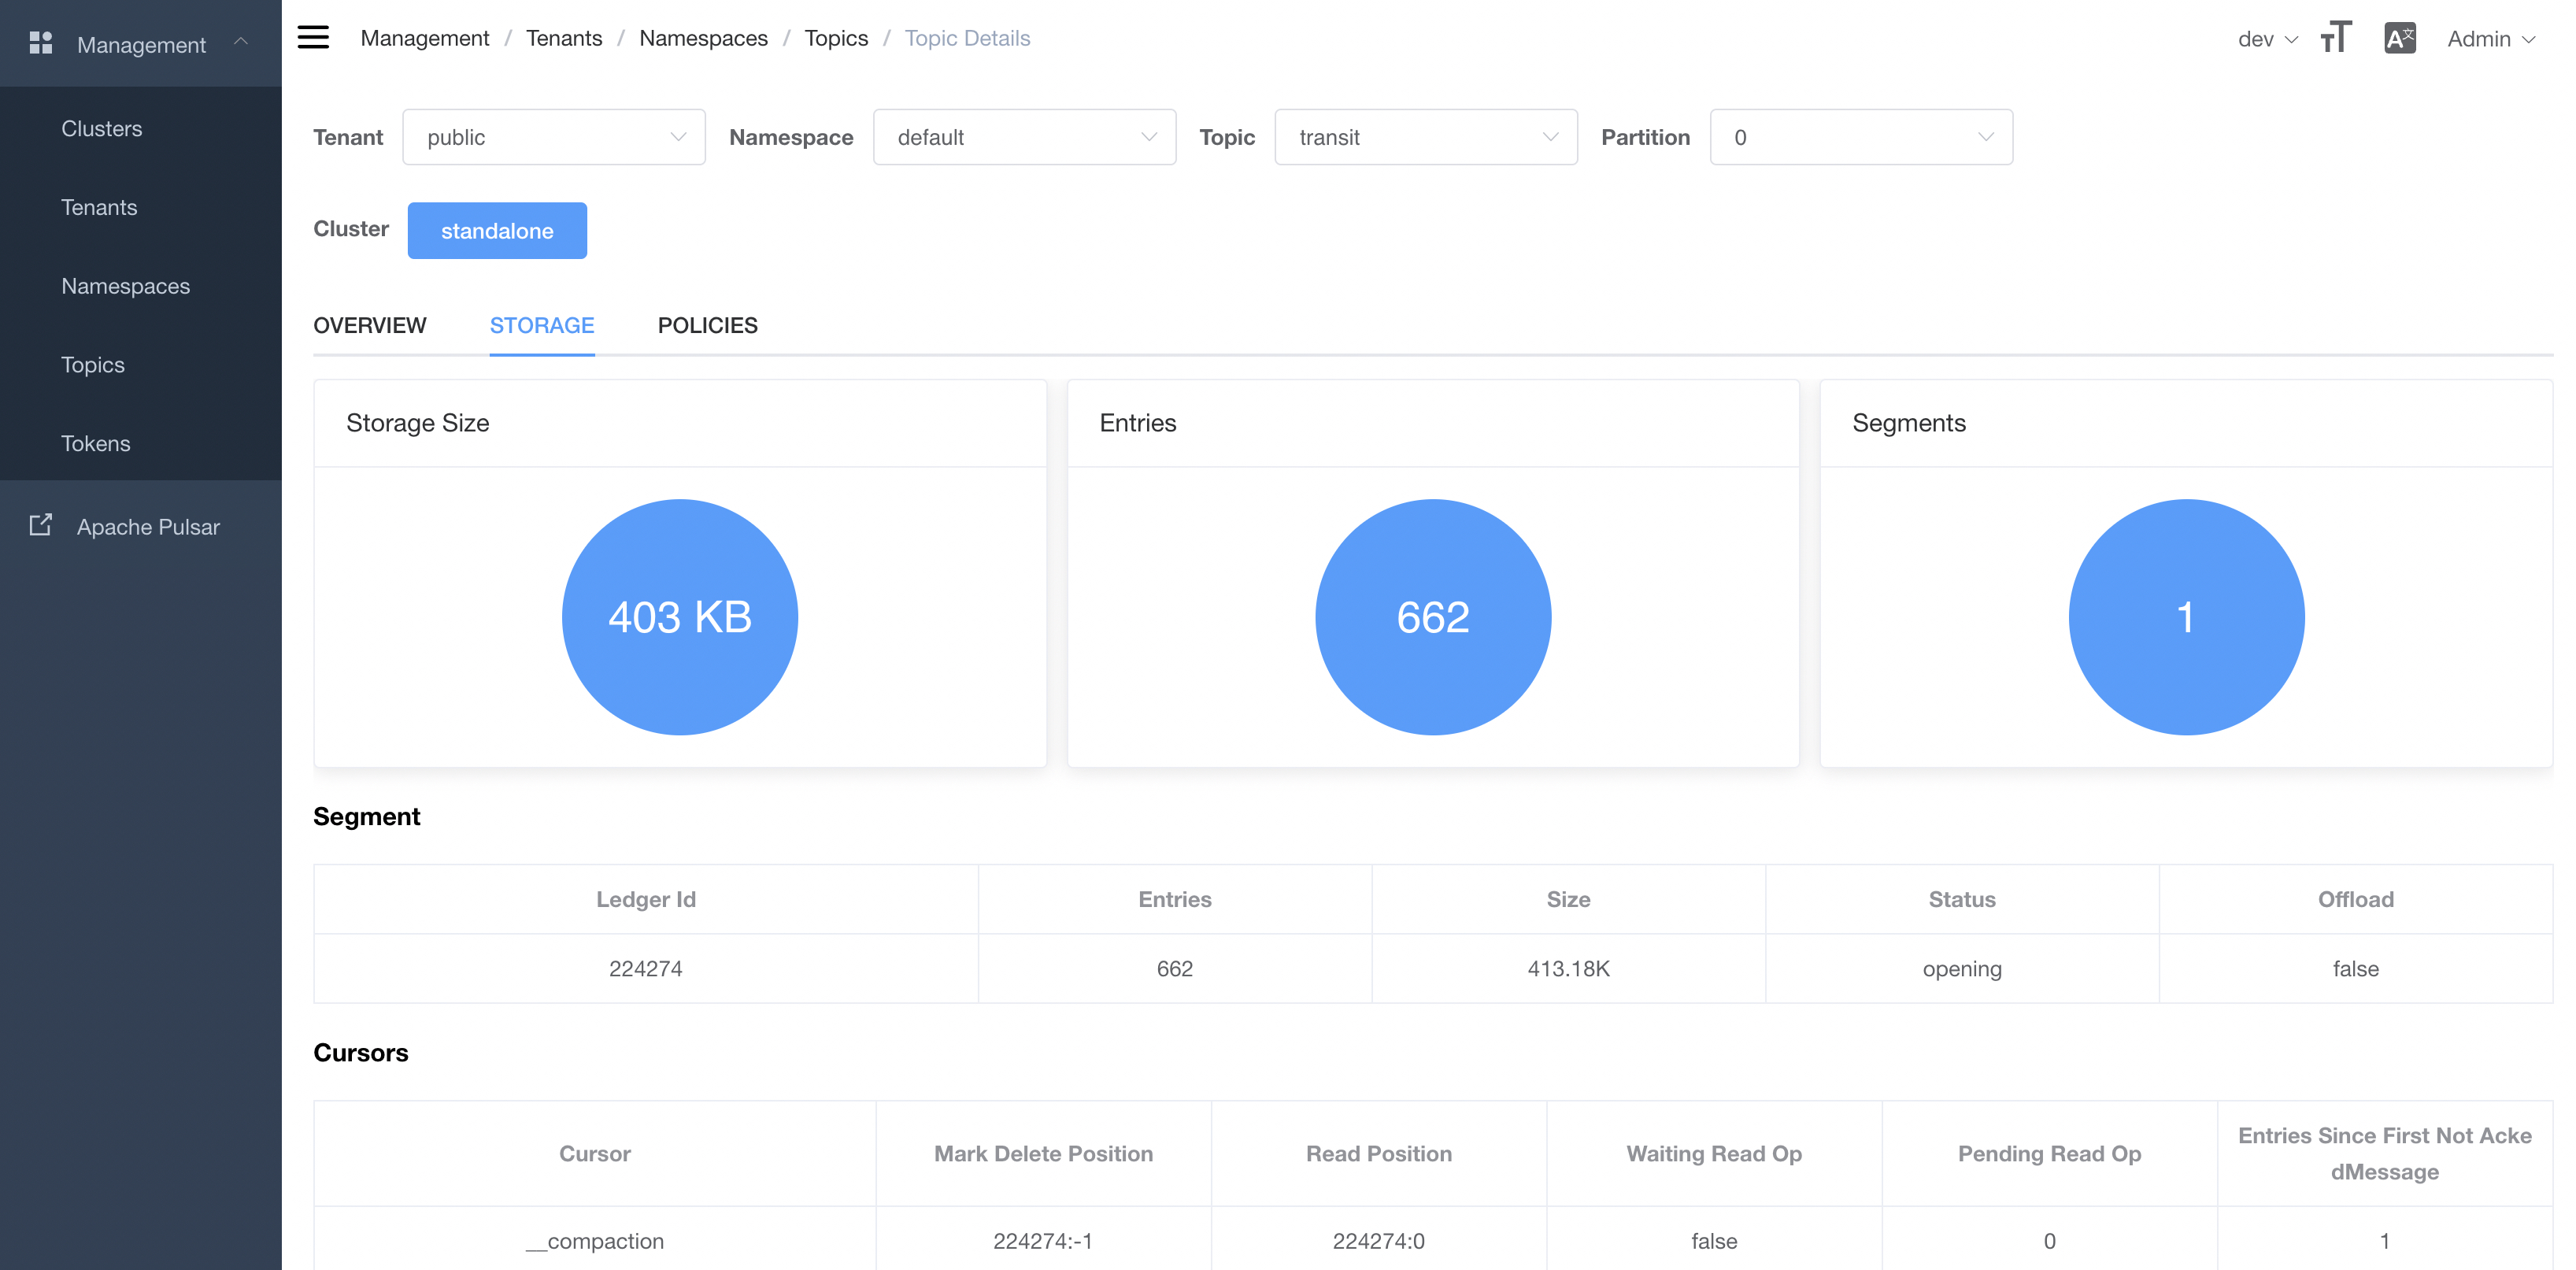 Management
Clusters
Tenants
Namespaces
Topics
Tokens
Apache Pulsar
Management / Tenants / Namespaces / Topics / Topic Details
dev
Admin
Tenant public Namespace default Topic transit Partition 0
Cluster standalone
OVERVIEW STORAGE POLICIES
Storage Size
403 KB
Entries
662
Segments
1
Segment
Ledger Id Entries Size Status Offload
224274 662 413.18K opening false
Cursors
Cursor Mark Delete Position Read Position Waiting Read Op Pending Read Op Entries Since First Not Acke
dMessage
__compaction 224274:-1 224274:0 false 0 1